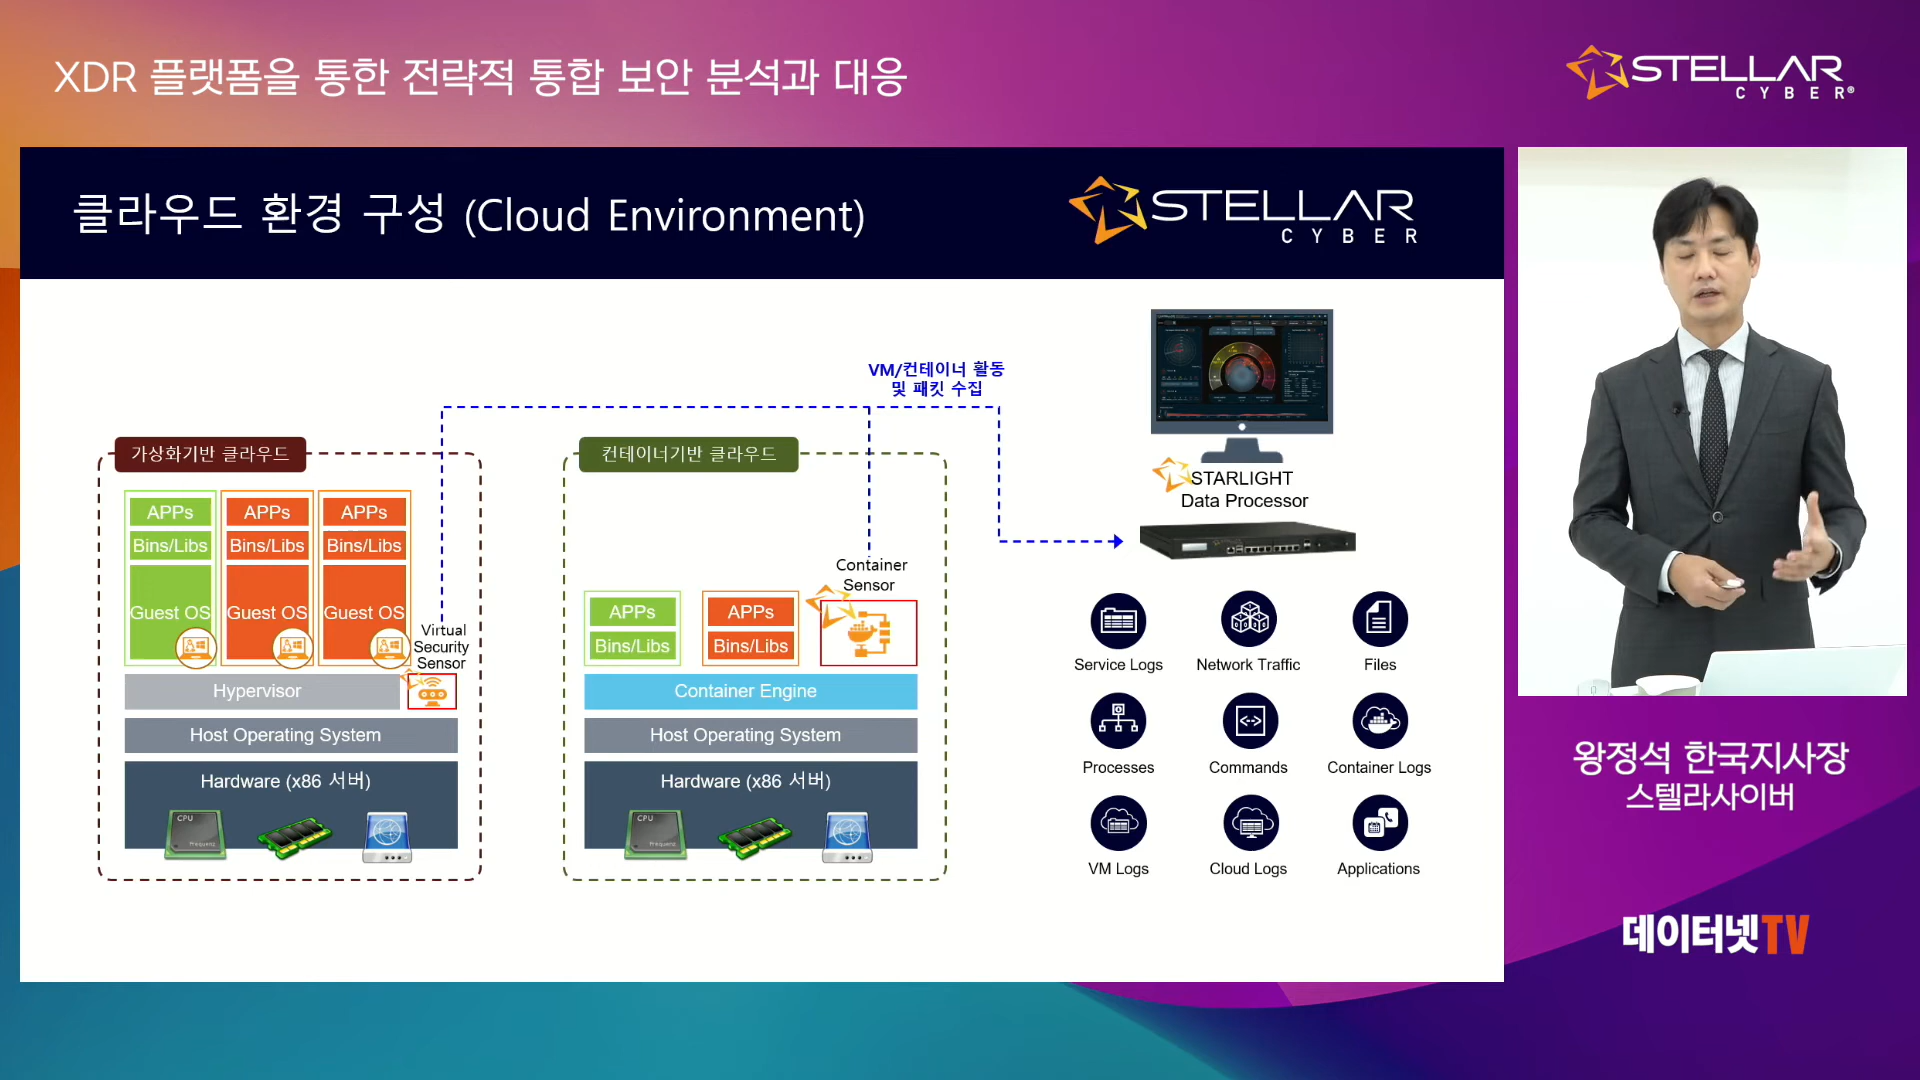 XDR 플랫폼을 통한 전략적 통합 보안 분석과 대응
STELLAR
CYBER®
클라우드 환경 구성 (Cloud Environment)
STELLAR
CYBER
VM/컨테이너 활동
및 패킷 수집
가상화기반 클라우드
APPs
APPs
APPs
Bins/Libs
Bins/Libs
Bins/Libs
Guest OS
Guest OS
Guest OS
Virtual
Security
Sensor
Hypervisor
Host Operating System
Hardware (x86 서버)
CPU
컨테이너기반 클라우드
Container
Sensor
APPs
APPs
Bins/Libs
Bins/Libs
Container Engine
Host Operating System
Hardware (x86 서버)
CPU
STARLIGHT
Data Processor
Service Logs
Network Traffic
Files
Processes
Commands
Container Logs
VM Logs
Cloud Logs
Applications
왕정석 한국지사장
스텔라사이버
데이터넷TV